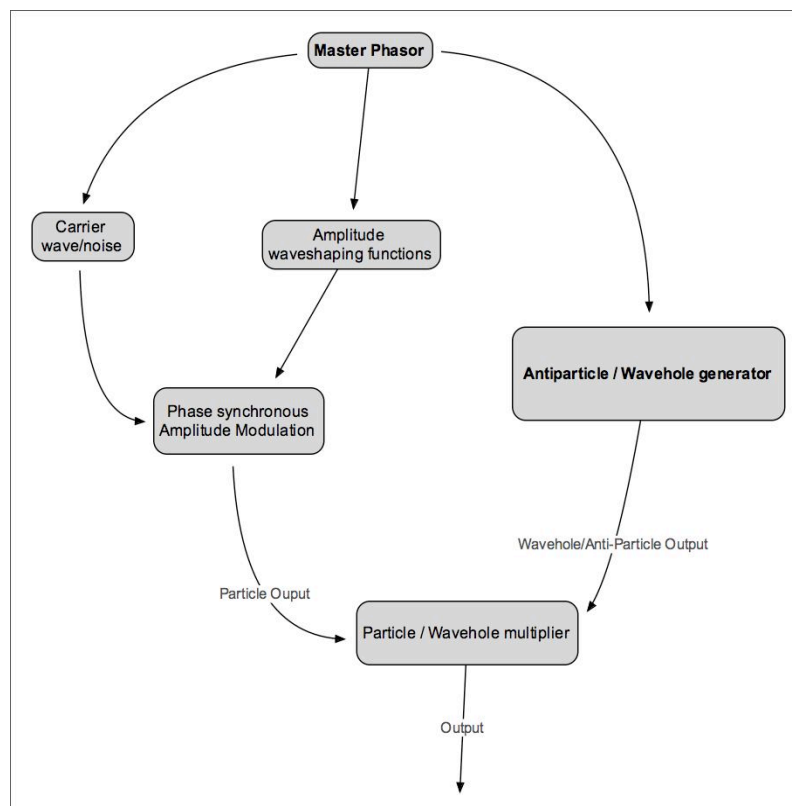 Master Phasor
Carrier
wave/noise
Amplitude
waveshaping functions
Antiparticle / Wavehole generator
Phase synchronous
Amplitude Modulation
Wavehole/Anti-Particle Output
Particle Ouput
Particle / Wavehole multiplier
Output